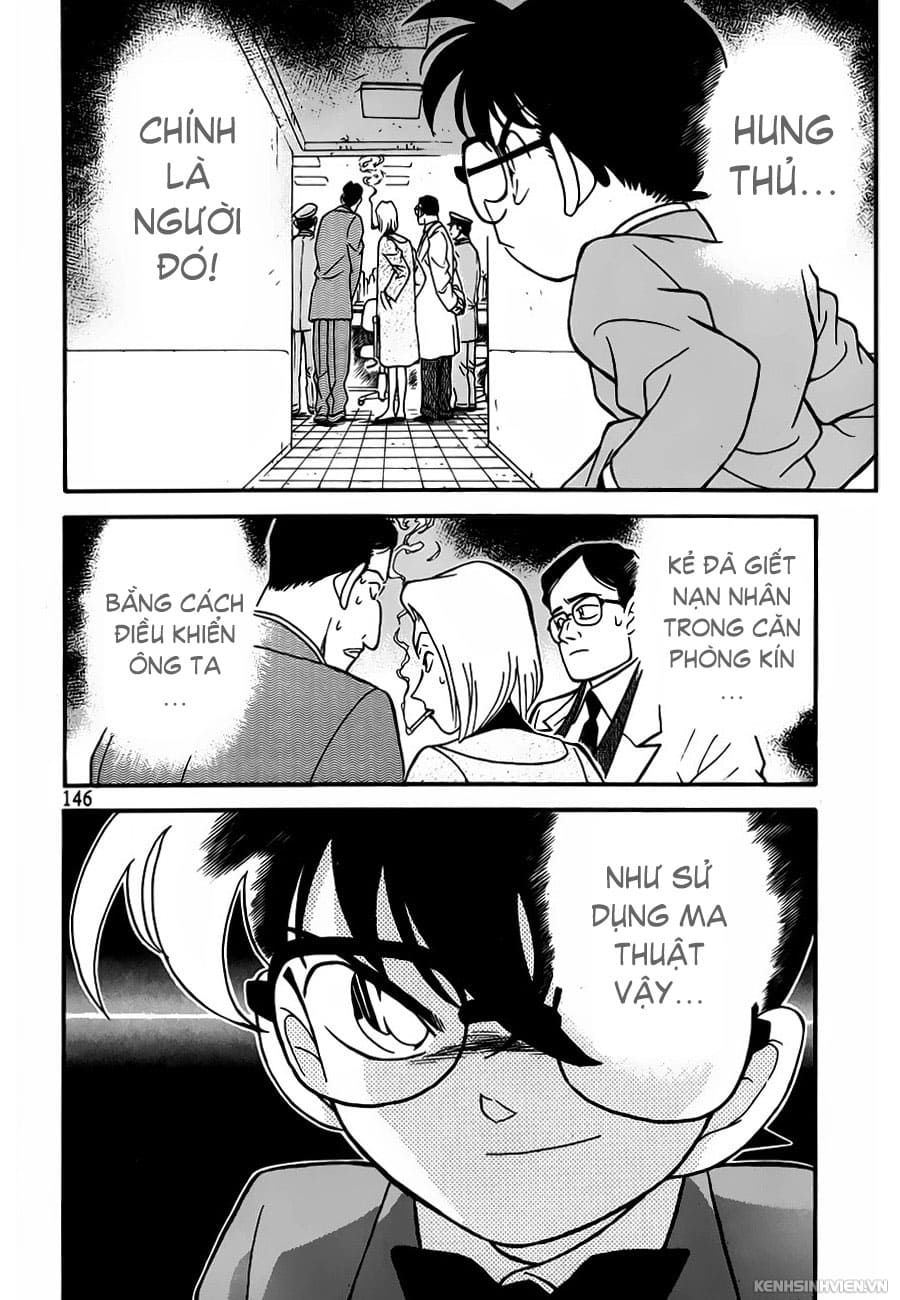 HUNG
THỦ...
CHÍNH
LÀ
NGƯỜI
ĐÓ!
KẺ ĐÃ GIẾT
NẠN NHÂN
TRONG CĂN
PHÒNG KÍN
...
BẰNG CÁCH
ĐIỀU KHIỂN
ÔNG TA
...
146
NHƯ SỬ
DỤNG MA
THUẬT
VẬY...
KENHSINHVIEN.VN